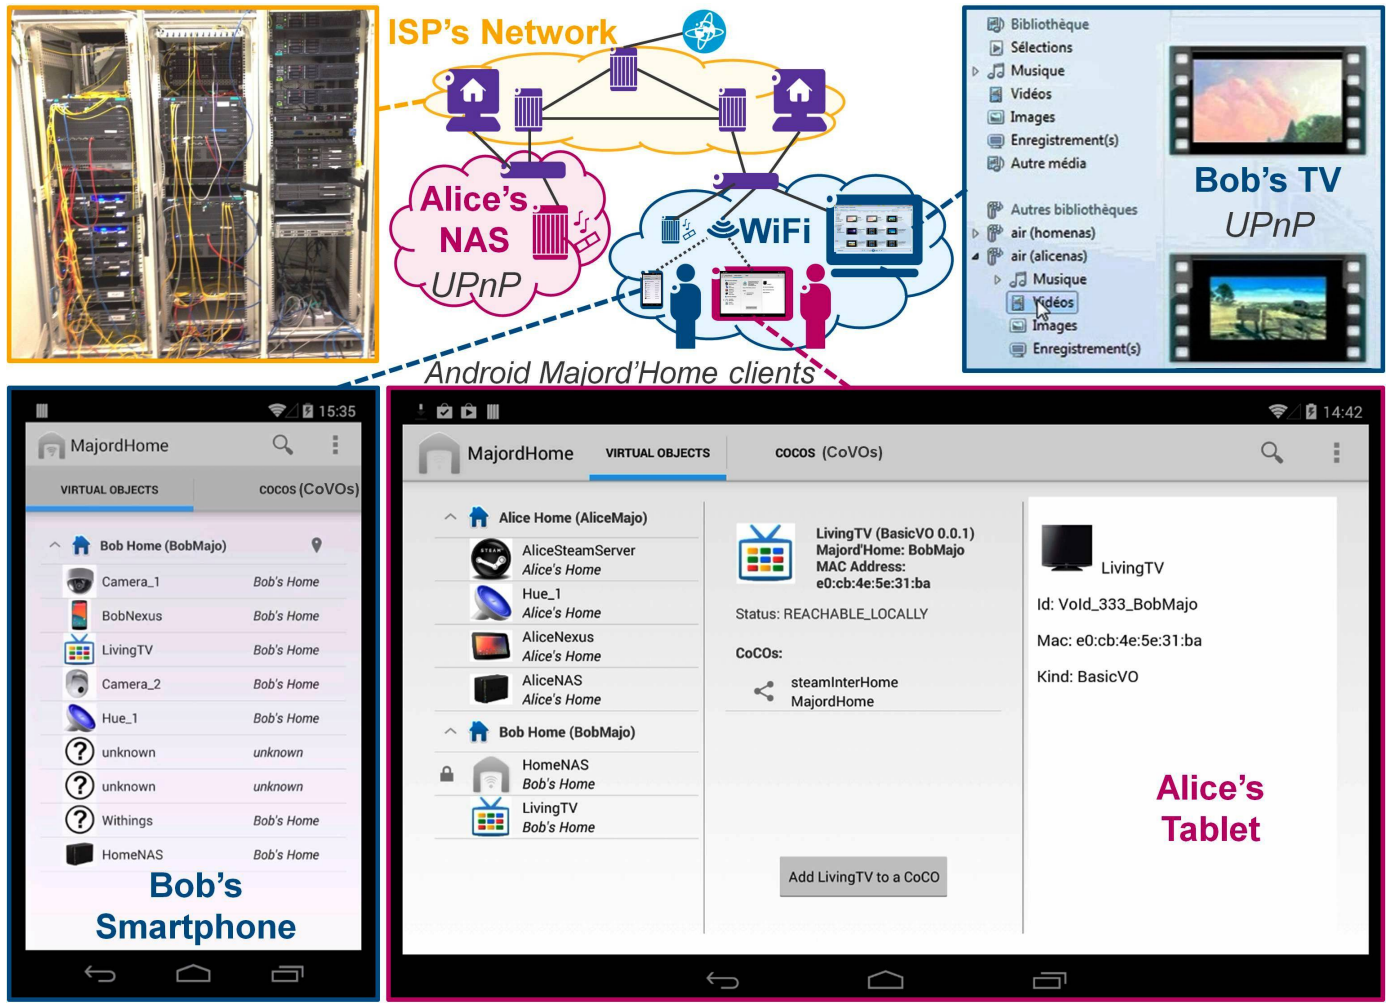 ISP's Network
Alice's
NAS
UPnP
WiFi
Android Majord'Home clients
Bibliothèque
Sélections
Musique
Vidéos
Images
Enregistrement(s)
Autre média
Autres bibliothèques
air (homenas)
air (alicenas)
Musique
Vidéos
Images
Enregistrement(s)
Bob's TV
UPnP
15:35
MajordHome
VIRTUAL OBJECTS
COCOS (CoVOs)
Bob Home (BobMajo)
Camera_1 Bob's Home
BobNexus Bob's Home
LivingTV Bob's Home
Camera_2 Bob's Home
Hue_1 Bob's Home
? unknown unknown
? unknown unknown
? Withings Bob's Home
HomeNAS Bob's Home
Bob's
Smartphone
14:42
MajordHome VIRTUAL OBJECTS COCOS (CoVOs)
Alice Home (AliceMajo)
STEAM
AliceSteamServer
Alice's Home
Hue_1
Alice's Home
AliceNexus
Alice's Home
AliceNAS
Alice's Home
Bob Home (BobMajo)
HomeNAS
Bob's Home
LivingTV
Bob's Home
LivingTV (BasicVO 0.0.1)
Majord'Home: BobMajo
MAC Address:
e0:cb:4e:5e:31:ba
Status: REACHABLE_LOCALLY
CoCOs:
steamInterHome
MajordHome
Add LivingTV to a CoCO
LivingTV
Id: VoId_333_BobMajo
Mac: e0:cb:4e:5e:31:ba
Kind: BasicVO
Alice's
Tablet